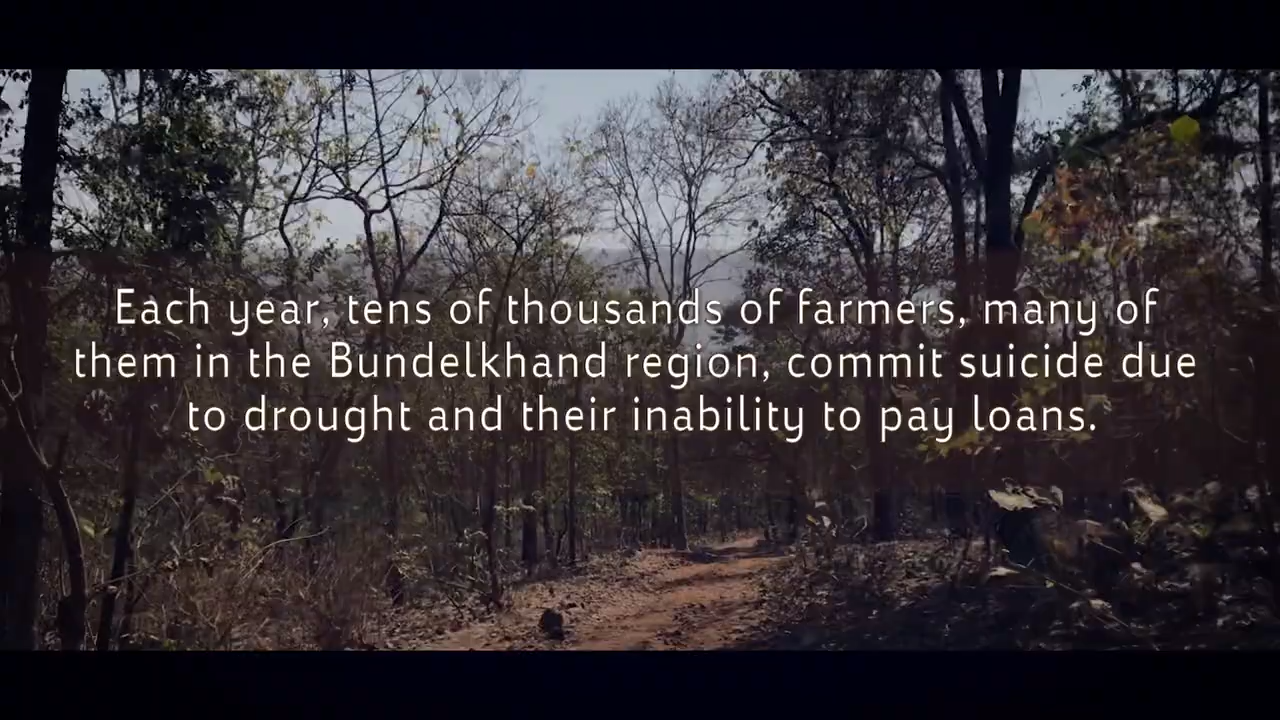 Each year, tens of thousands of farmers, many of
them in the Bundelkhand region, commit suicide due
to drought and their inability to pay loans.